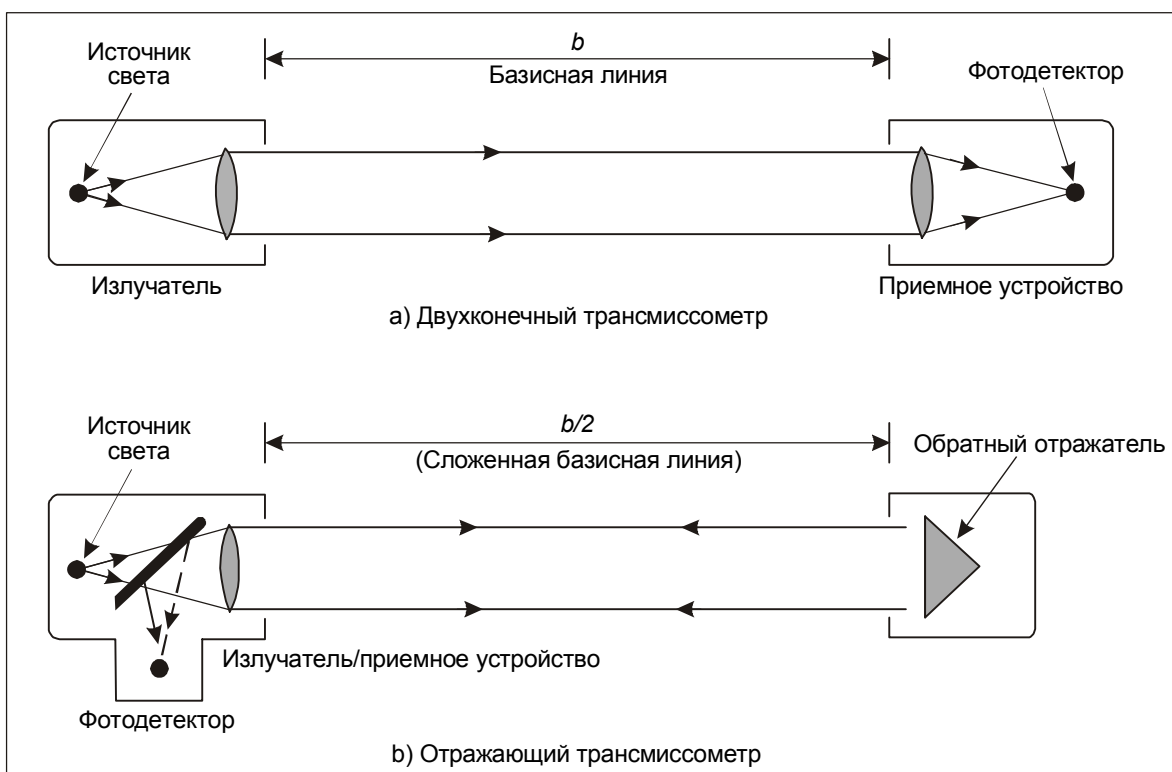 Источник
света
b
Базисная линия
Фотодетектор
Излучатель
Приемное устройство
a) Двухконечный трансмиссометр
Источник
света
b/2
(Сложенная базисная линия)
Обратный отражатель
Излучатель/приемное устройство
Фотодетектор
b) Отражающий трансмиссометр